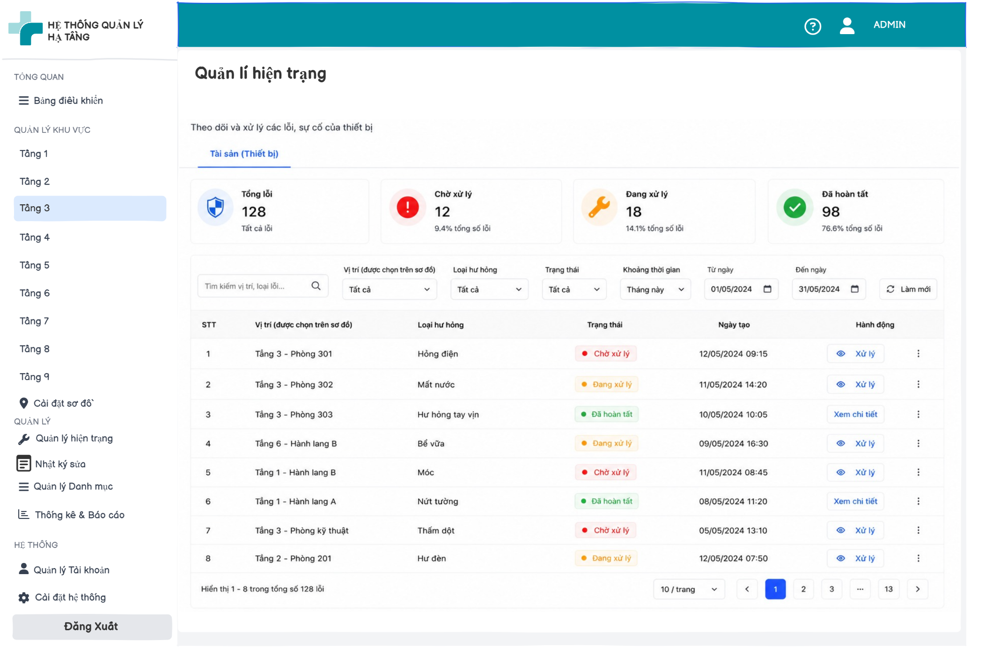 HỆ THỐNG QUẢN LÝ
HẠ TẦNG
ADMIN
TỔNG QUAN
Bảng điều khiển
QUẢN LÝ KHU VỰC
Tầng 1
Tầng 2
Tầng 3
Tầng 4
Tầng 5
Tầng 6
Tầng 7
Tầng 8
Tầng 9
Cài đặt sơ đồ
QUẢN LÝ
Quản lý hiện trạng
Nhật ký sửa
Quản lý Danh mục
Thống kê & Báo cáo
HỆ THỐNG
Quản lý Tài khoản
Cài đặt hệ thống
Đăng Xuất
Quản lí hiện trạng
Theo dõi và xử lý các lỗi, sự cố của thiết bị
Tài sản (Thiết bị)
Tổng lỗi
128
Tất cả lỗi
Chờ xử lý
12
9.4% tổng số lỗi
Đang xử lý
18
14.1% tổng số lỗi
Đã hoàn tất
98
76.6% tổng số lỗi
Tìm kiếm vị trí, loại lỗi...
Vị trí (được chọn trên sơ đồ)
Tất cả
Loại hư hỏng
Tất cả
Trạng thái
Tất cả
Khoảng thời gian
Tháng này
Từ ngày
01/05/2024
Đến ngày
31/05/2024
Làm mới
STT Vị trí (được chọn trên sơ đồ) Loại hư hỏng Trạng thái Ngày tạo Hành động
1 Tầng 3 - Phòng 301 Hỏng điện Chờ xử lý 12/05/2024 09:15 Xử lý
2 Tầng 3 - Phòng 302 Mất nước Đang xử lý 11/05/2024 14:20 Xử lý
3 Tầng 3 - Phòng 303 Hư hỏng tay vịn Đã hoàn tất 10/05/2024 10:05 Xem chi tiết
4 Tầng 6 - Hành lang B Bể vữa Đang xử lý 09/05/2024 16:30 Xử lý
5 Tầng 1 - Hành lang B Móc Chờ xử lý 11/05/2024 08:45 Xử lý
6 Tầng 1 - Hành lang A Nứt tường Đã hoàn tất 08/05/2024 11:20 Xem chi tiết
7 Tầng 3 - Phòng kỹ thuật Thấm dột Chờ xử lý 05/05/2024 13:10 Xử lý
8 Tầng 2 - Phòng 201 Hư đèn Đang xử lý 12/05/2024 07:50 Xử lý
Hiển thị 1 - 8 trong tổng số 128 lỗi
10 / trang
< 1 2 3 ... 13 >